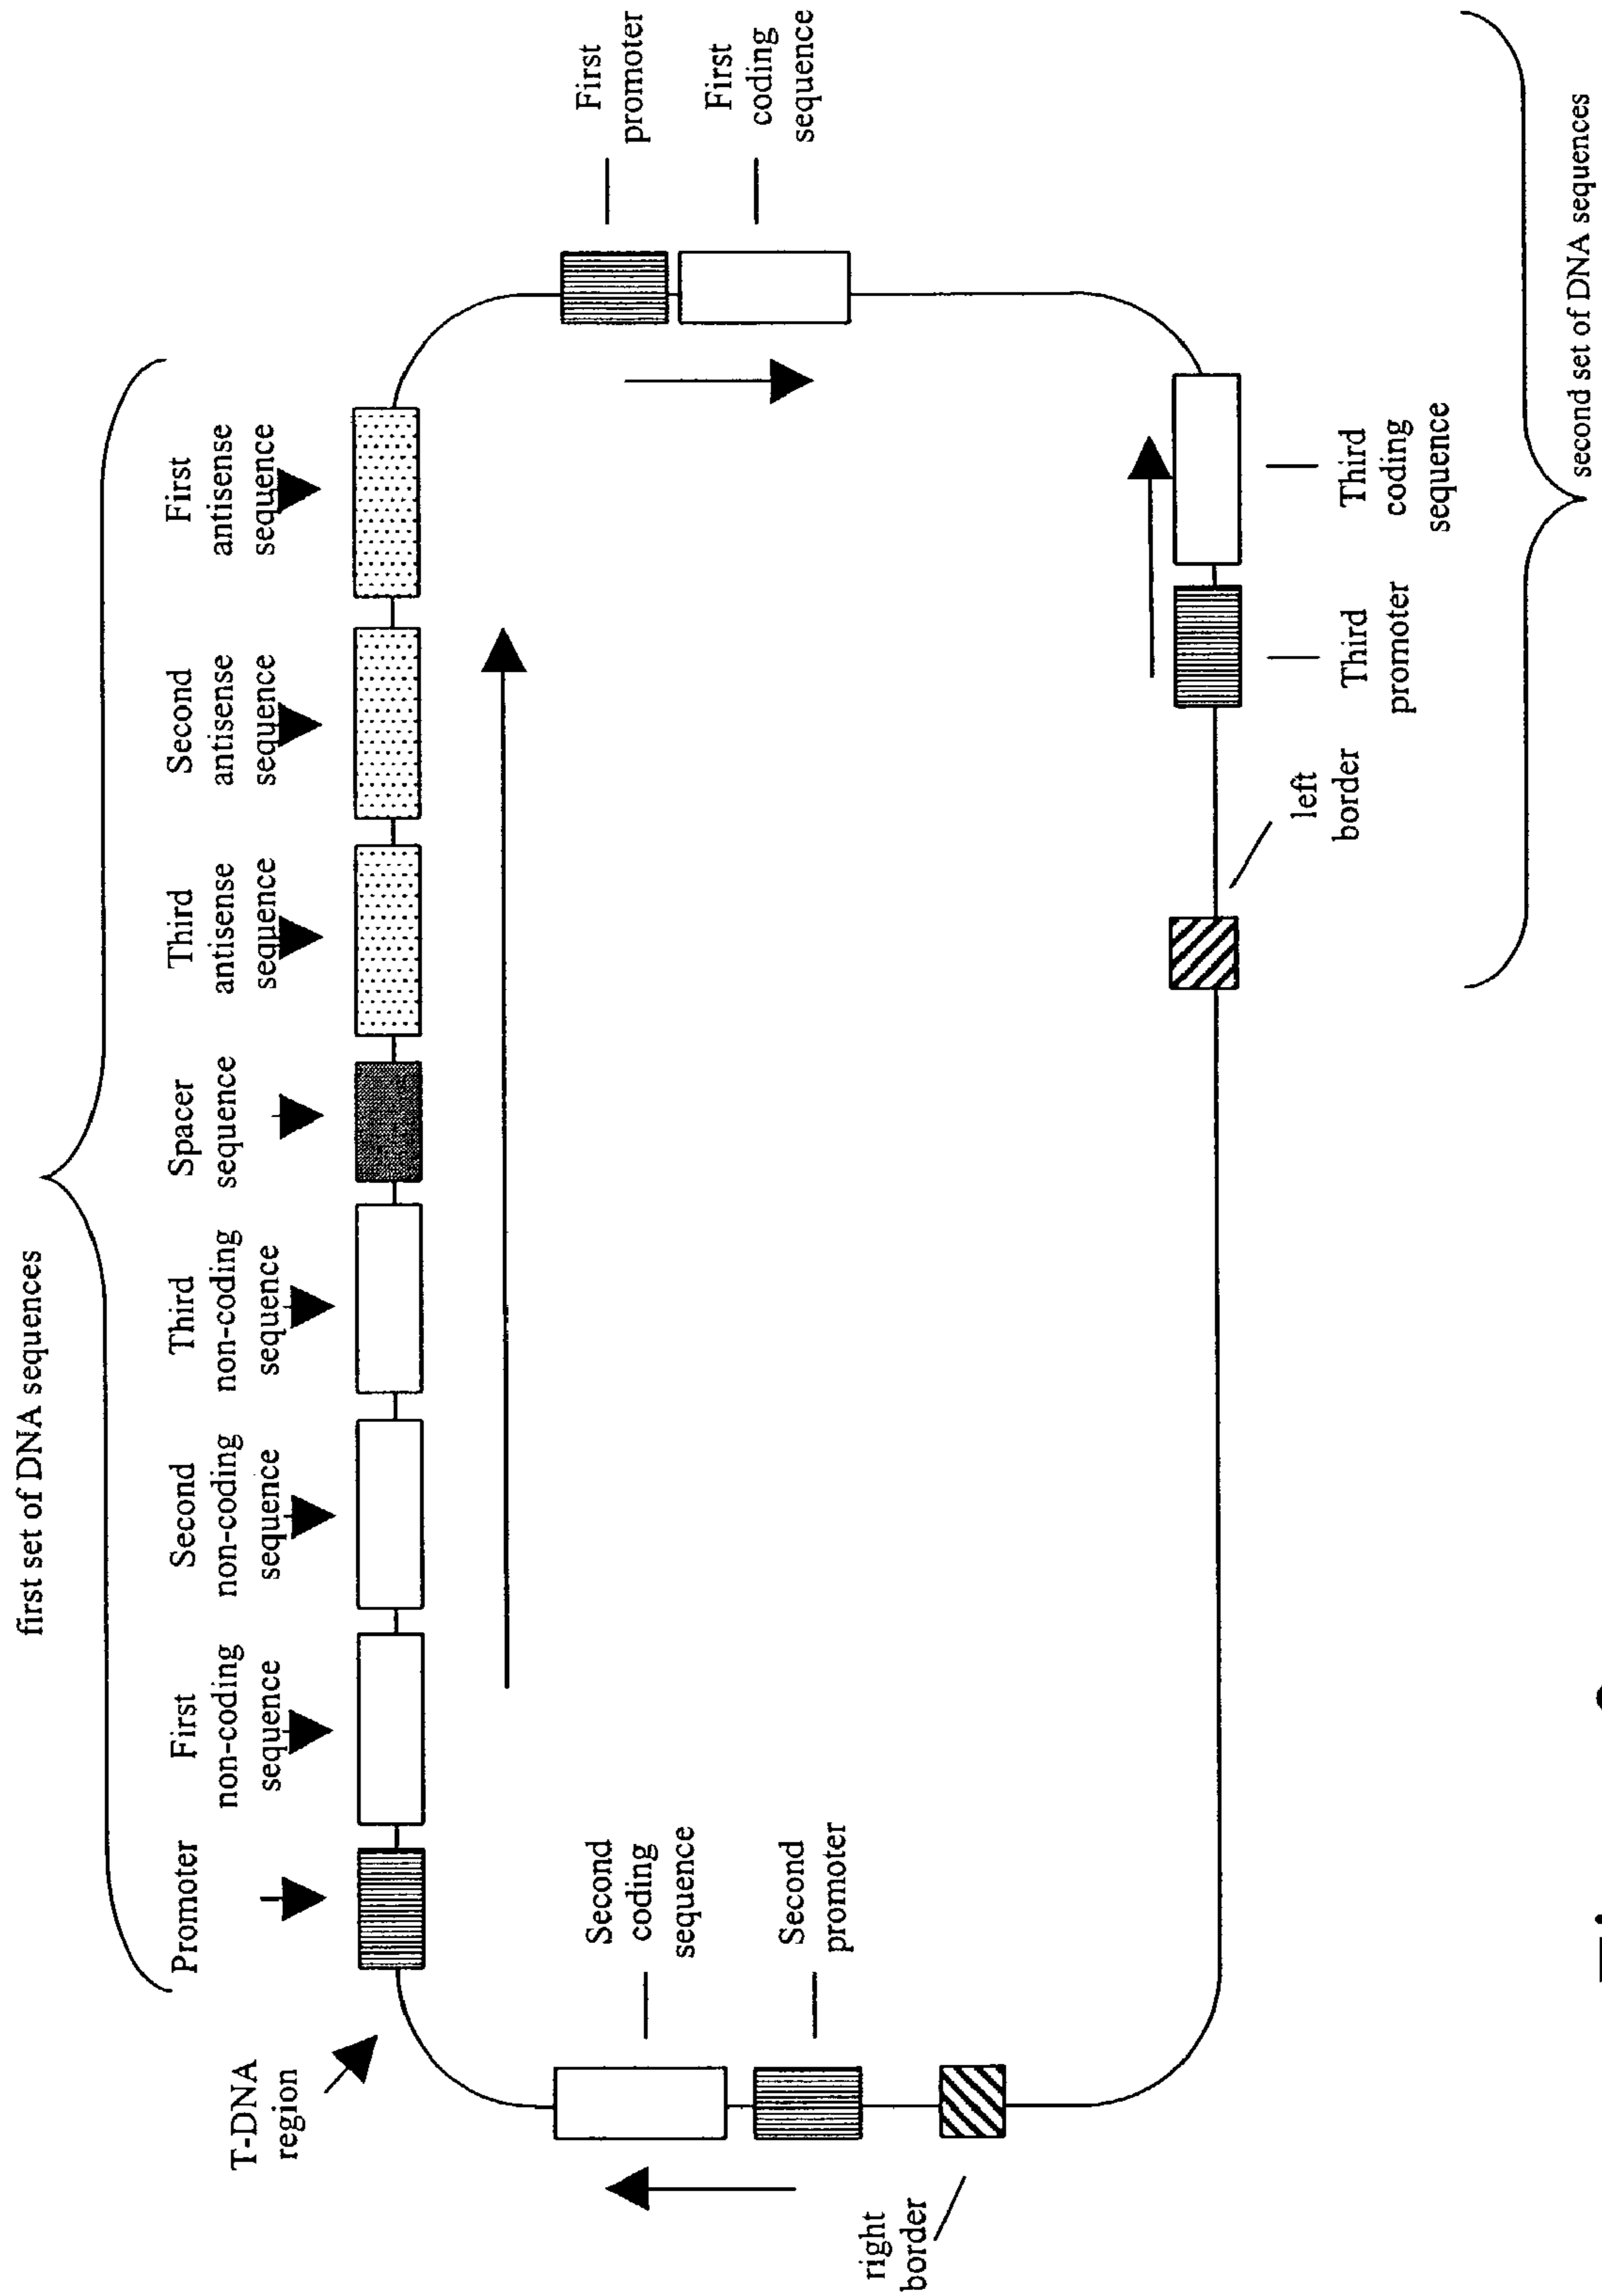 first set of DNA sequences
Promoter
First
non-coding
sequence
Second
non-coding
sequence
Third
non-coding
sequence
Spacer
sequence
Third
antisense
sequence
Second
antisense
sequence
First
antisense
sequence
T-DNA
region
Second
coding
sequence
Second
promoter
right
border
First
promoter
First
coding
sequence
left
border
Third
promoter
Third
coding
sequence
second set of DNA sequences